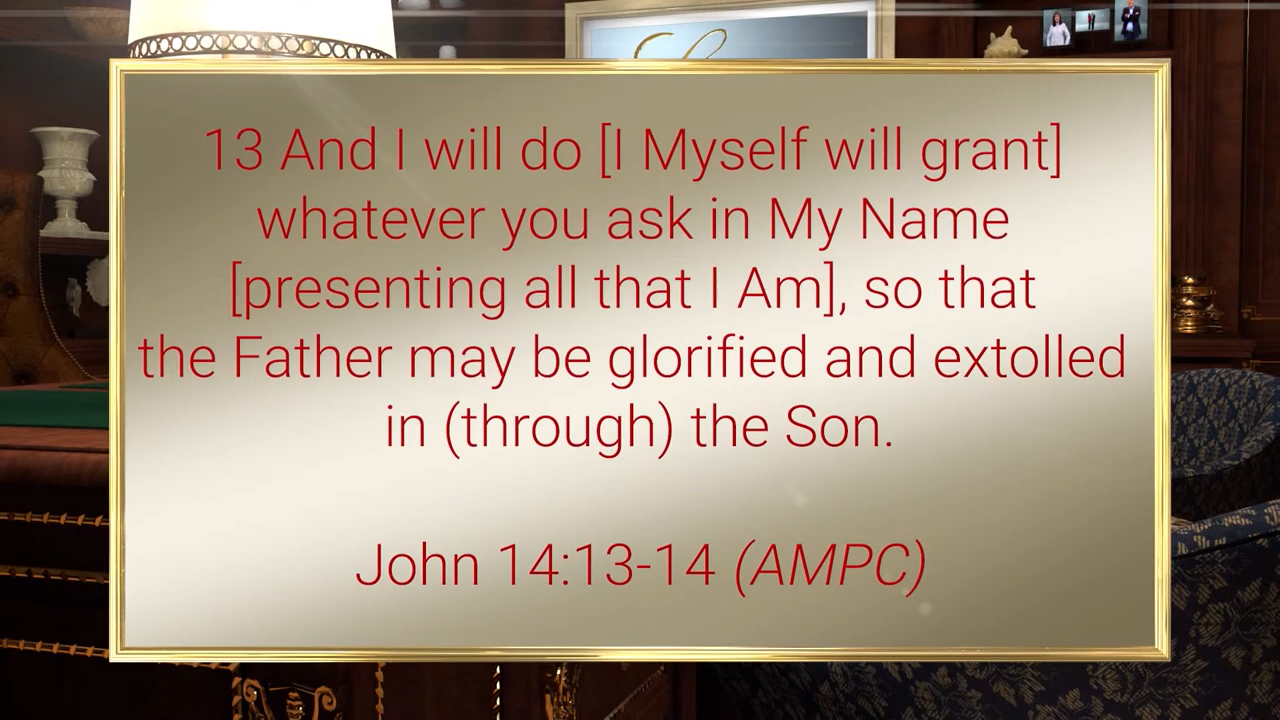 13 And I will do [I Myself will grant]
whatever you ask in My Name
[presenting all that I Am], so that
the Father may be glorified and extolled
in (through) the Son.
John 14:13-14 (AMPC)